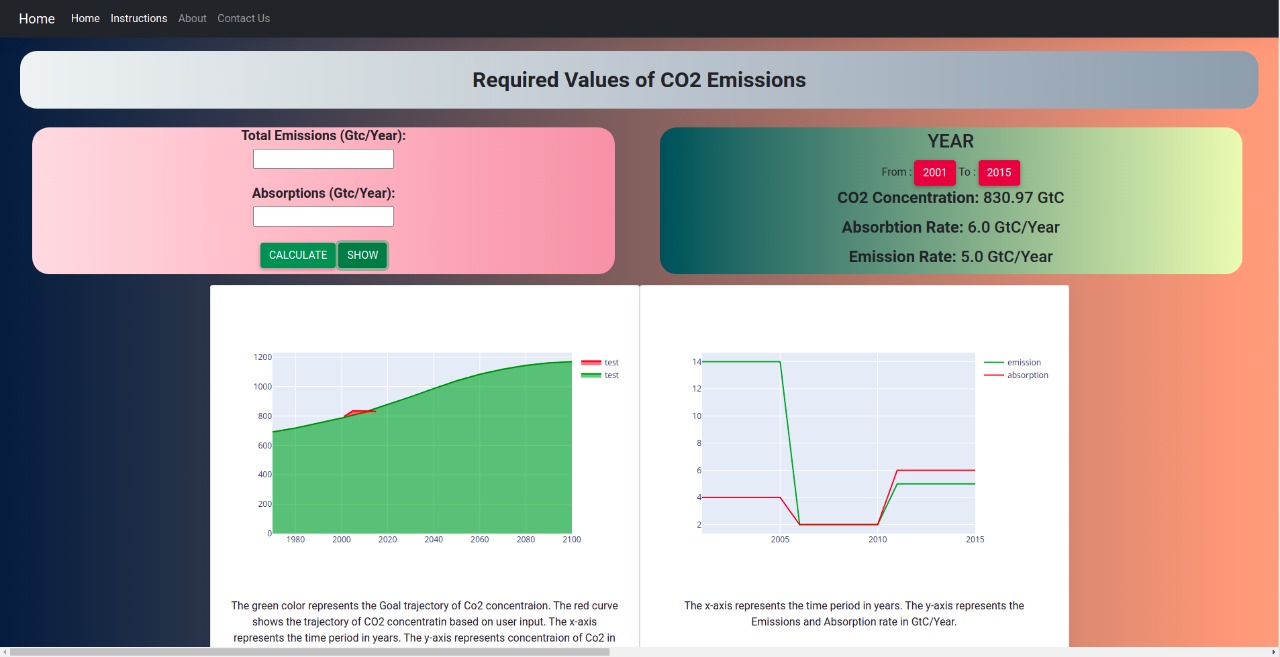 Home Home Instructions About Contact Us
Required Values of CO2 Emissions
Total Emissions (Gtc/Year):
Absorptions (Gtc/Year):
CALCULATE SHOW
YEAR
From : 2001 To : 2015
CO2 Concentration: 830.97 GtC
Absorbtion Rate: 6.0 GtC/Year
Emission Rate: 5.0 GtC/Year
1200
1000
800
600
400
200
0
1980 2000 2020 2040 2060 2080 2100
test
test
The green color represents the Goal trajectory of Co2 concentraion. The red curve
shows the trajectory of CO2 concentratin based on user input. The x-axis
represents the time period in years. The y-axis represents concentraion of Co2 in
14
12
10
8
6
4
2
2005 2010 2015
emission
absorption
The x-axis represents the time period in years. The y-axis represents the
Emissions and Absorption rate in GtC/Year.